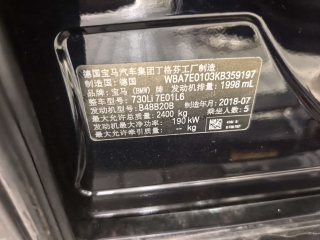 德国宝马汽车集团丁格芬工厂制造
制造国：德国 WBA7E0103KB359197
品牌：宝马（BMW）牌 发动机排量：1998 mL
整车型号：730Li 7E01L6
发动机型号：B48B20B 制造年月：2018-07
最大允许总质量：2400 kg 乘坐人数：5
发动机最大净功率：190 kW
最大允许牵引质量：-- kg